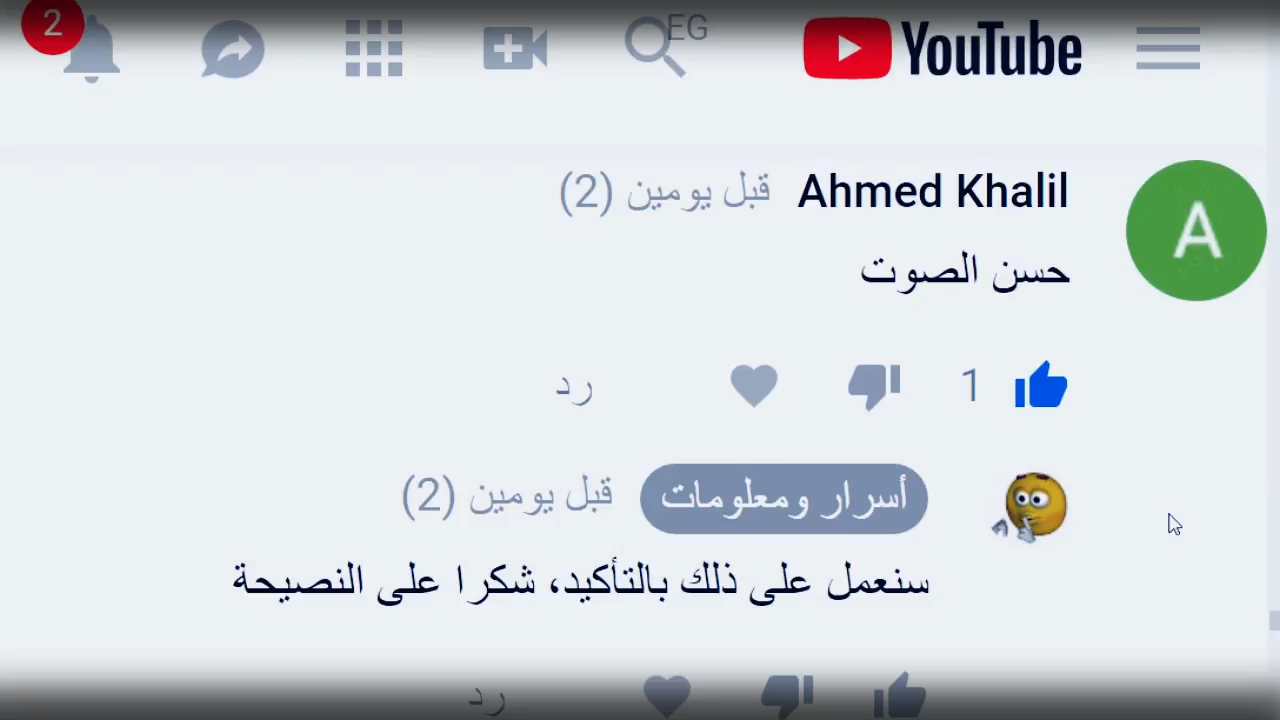 YouTube EG 2
Ahmed Khalil قبل يومين (2)
A
حسن الصوت
1 رد
أسرار ومعلومات قبل يومين (2)
سنعمل على ذلك بالتأكيد، شكرا على النصيحة
رد